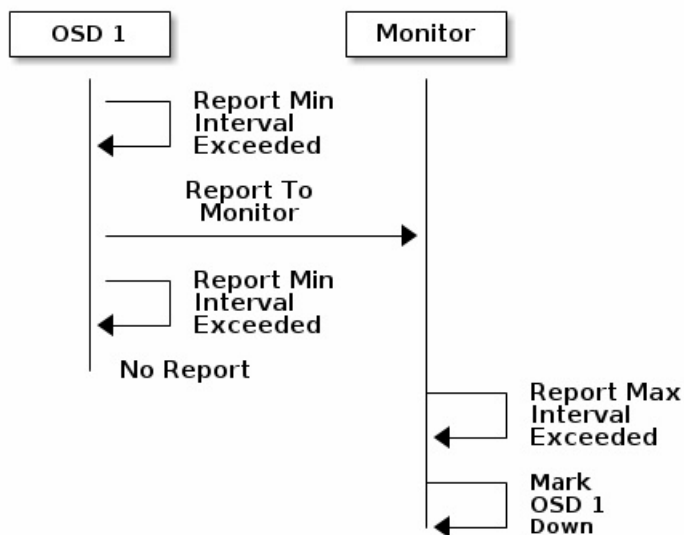 OSD 1
Monitor
Report Min
Interval
Exceeded
Report To
Monitor
Report Min
Interval
Exceeded
No Report
Report Max
Interval
Exceeded
Mark
OSD 1
Down